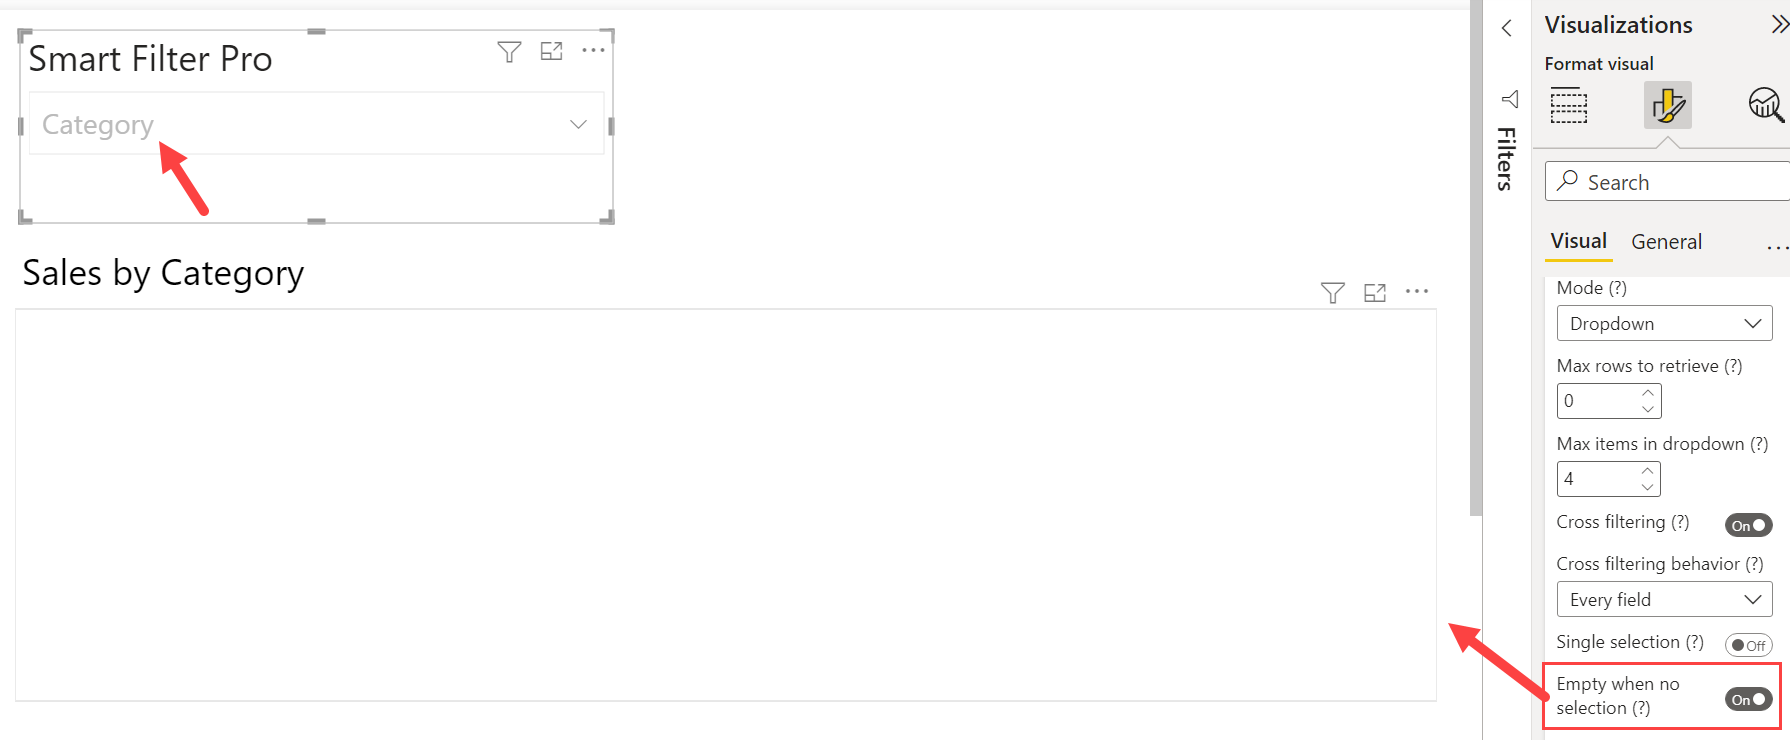 Smart Filter Pro
Category
Sales by Category
Filters
Visualizations
Format visual
Search
Visual General
Mode (?)
Dropdown
Max rows to retrieve (?)
0
Max items in dropdown (?)
4
Cross filtering (?) On
Cross filtering behavior (?)
Every field
Single selection (?) Off
Empty when no
selection (?) On